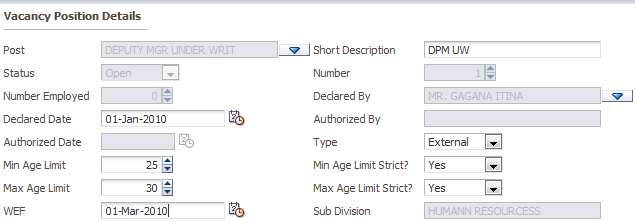 Vacancy Position Details
Post DEPUTY MGR UNDER WRIT Short Description DPM UW
Status Open Number 1
Number Employed 0 Declared By MR. GAGANA ITINA
Declared Date 01-Jan-2010 Authorized By
Authorized Date Type External
Min Age Limit 25 Min Age Limit Strict? Yes
Max Age Limit 30 Max Age Limit Strict? Yes
WEF 01-Mar-2010 Sub Division HUMANN RESOURCESS